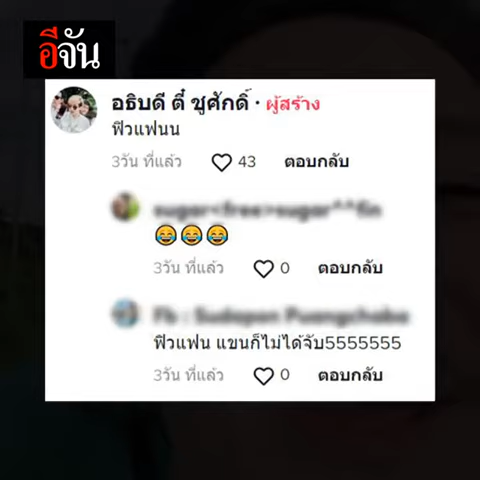 อีจัน
อธิบดี ตี๋ ชูศักดิ์ · ผู้สร้าง
ฟิวแฟนน
3วัน ที่แล้ว 43 ตอบกลับ
😂😂😂
3วัน ที่แล้ว 0 ตอบกลับ
ฟิวแฟน แขนก็ไม่ได้จับ5555555
3วัน ที่แล้ว 0 ตอบกลับ